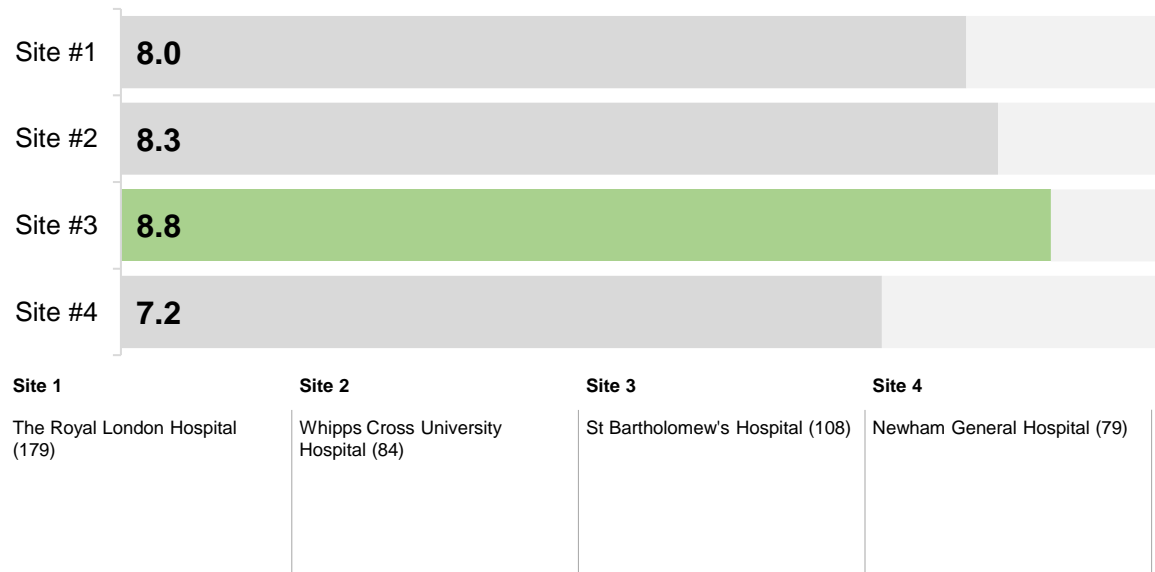 Site #1 8.0
Site #2 8.3
Site #3 8.8
Site #4 7.2
Site 1
The Royal London Hospital
(179)
Site 2
Whipps Cross University
Hospital (84)
Site 3
St Bartholomew's Hospital (108)
Site 4
Newham General Hospital (79)